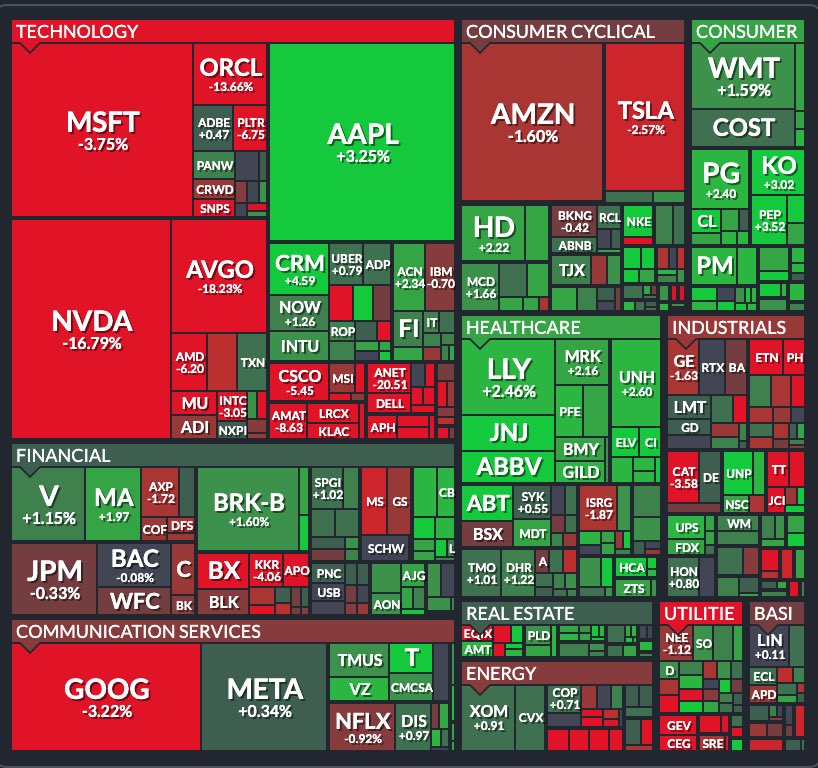 TECHNOLOGY
MSFT
-3.75%
ORCL
-13.66%
ADBE
+0.47
PLTR
-6.75
PANW
CRWD
SNPS
AAPL
+3.25%
NVDA
-16.79%
AVGO
-18.23%
AMD
-6.20
TXN
MU
INTC
-3.05
ADI
NXPI
CRM
+4.59
UBER
+0.79
ADP
ACN
+2.34
IBM
-0.70
NOW
+1.26
ROP
FI
IT
INTU
CSCO
-5.45
MSI
ANET
-20.51
DELL
AMAT
-8.63
LRCX
KLAC
APH
FINANCIAL
V
+1.15%
MA
+1.97
AXP
-1.72
COF
DFS
JPM
-0.33%
BAC
-0.08%
WFC
C
BK
BRK-B
+1.60%
BX
KKR
-4.06
APO
BLK
SPGI
+1.02
MS
GS
CB
SCHW
PNC
USB
AJG
AON
COMMUNICATION SERVICES
GOOG
-3.22%
META
+0.34%
TMUS
T
VZ
CMCSA
NFLX
-0.92%
DIS
+0.97
CONSUMER CYCLICAL
AMZN
-1.60%
TSLA
-2.57%
HD
+2.22
MCD
+1.66
BKNG
-0.42
RCL
NKE
ABNB
TJX
CONSUMER
WMT
+1.59%
COST
PG
+2.40
KO
+3.02
CL
PEP
+3.52
PM
HEALTHCARE
LLY
+2.46%
MRK
+2.16
UNH
+2.60
PFE
JNJ
BMY
ELV
CI
ABBV
GILD
ABT
SYK
+0.55
ISRG
-1.87
BSX
MDT
TMO
+1.01
DHR
+1.22
A
HCA
ZTS
INDUSTRIALS
GE
-1.63
RTX
BA
ETN
PH
LMT
GD
CAT
-3.58
DE
UNP
TT
NSC
JCI
UPS
WM
FDX
HON
+0.80
REAL ESTATE
EQIX
AMT
PLD
ENERGY
XOM
+0.91
CVX
COP
+0.71
UTILITIE
NEE
-1.12
SO
D
GEV
CEG
SRE
BASI
LIN
+0.11
ECL
APD